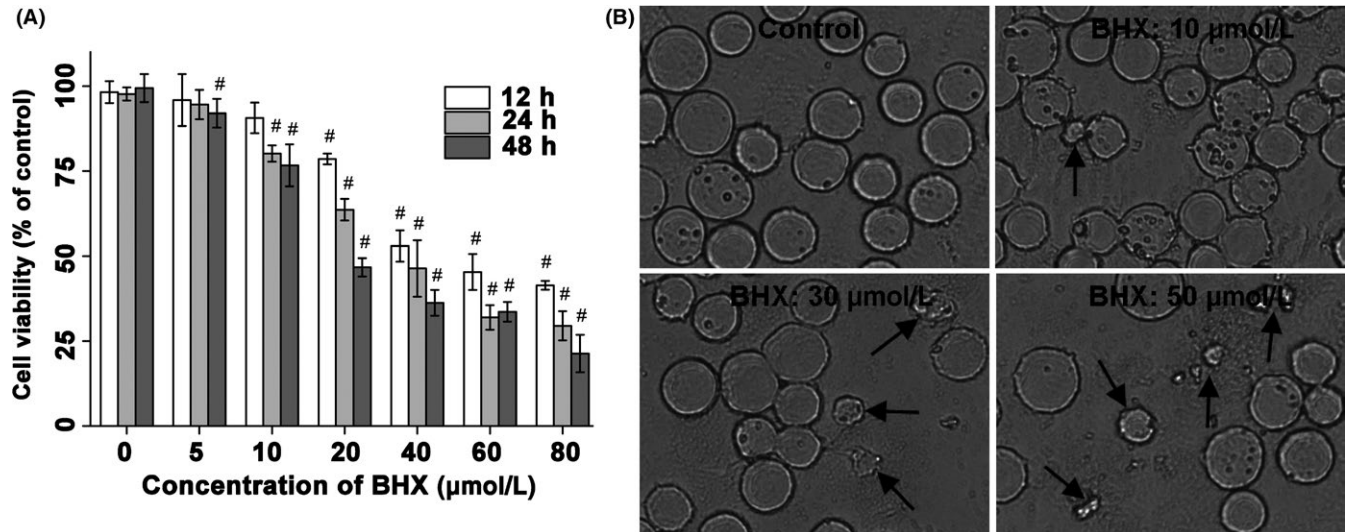 (A)
Cell viability (% of control)
100
75
50
25
0
12 h
24 h
48 h
#
# #
#
#
#
#
#
#
#
# #
#
#
#
0 5 10 20 40 60 80
Concentration of BHX (µmol/L)
(B)
Control
BHX: 10 µmol/L
BHX: 30 µmol/L
BHX: 50 µmol/L